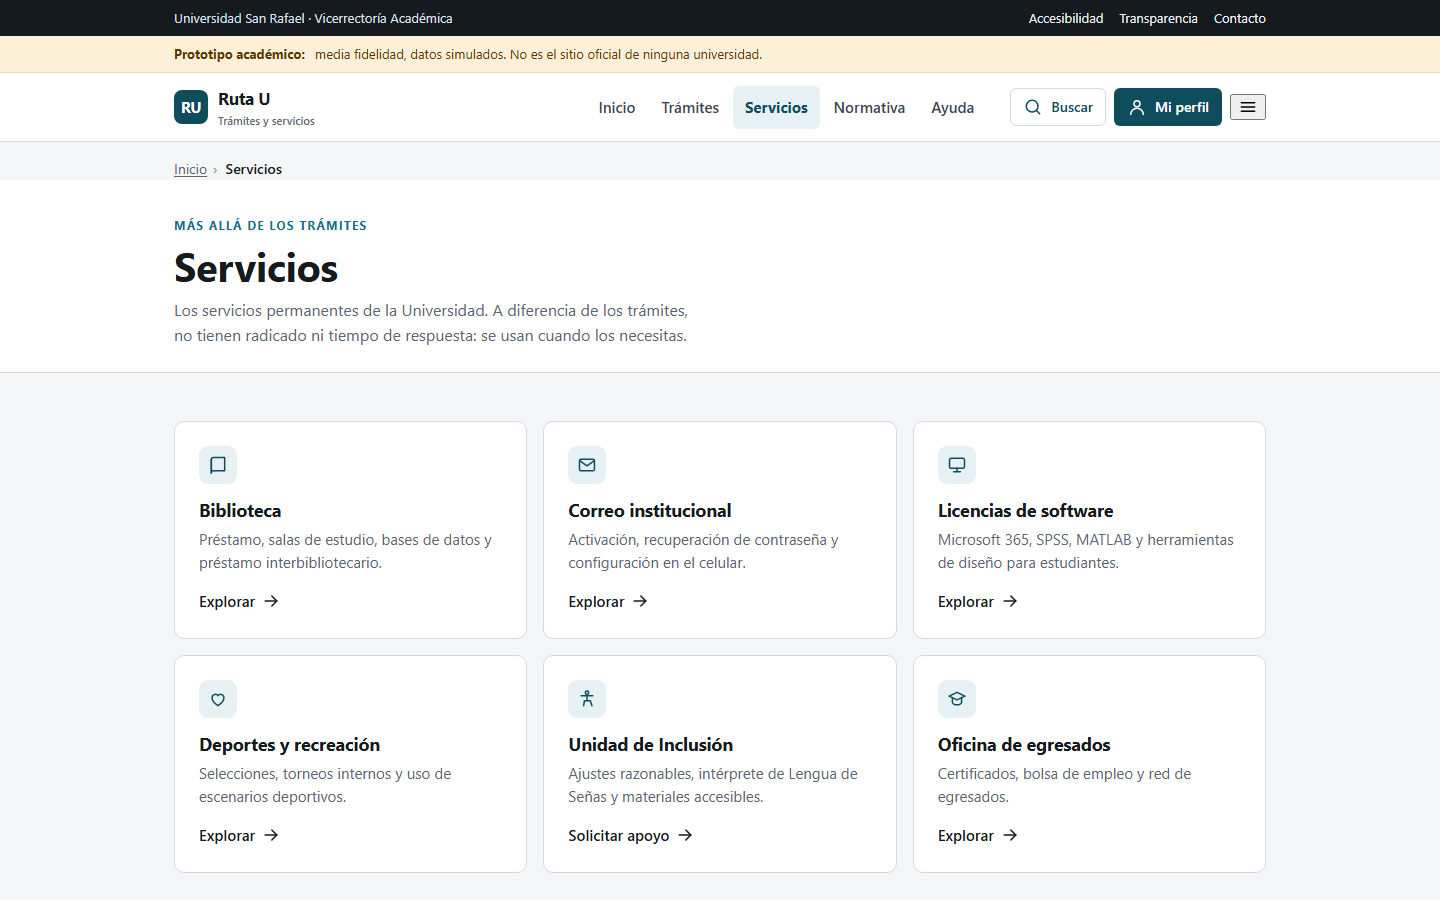 Universidad San Rafael · Vicerrectoría Académica
Accesibilidad Transparencia Contacto
Prototipo académico: media fidelidad, datos simulados. No es el sitio oficial de ninguna universidad.
RU
Ruta U
Trámites y servicios
Inicio Trámites Servicios Normativa Ayuda
Buscar
Mi perfil
Inicio › Servicios
MÁS ALLÁ DE LOS TRÁMITES
Servicios
Los servicios permanentes de la Universidad. A diferencia de los trámites,
no tienen radicado ni tiempo de respuesta: se usan cuando los necesitas.
Biblioteca
Préstamo, salas de estudio, bases de datos y
préstamo interbibliotecario.
Explorar
Correo institucional
Activación, recuperación de contraseña y
configuración en el celular.
Explorar
Licencias de software
Microsoft 365, SPSS, MATLAB y herramientas
de diseño para estudiantes.
Explorar
Deportes y recreación
Selecciones, torneos internos y uso de
escenarios deportivos.
Explorar
Unidad de Inclusión
Ajustes razonables, intérprete de Lengua de
Señas y materiales accesibles.
Solicitar apoyo
Oficina de egresados
Certificados, bolsa de empleo y red de
egresados.
Explorar